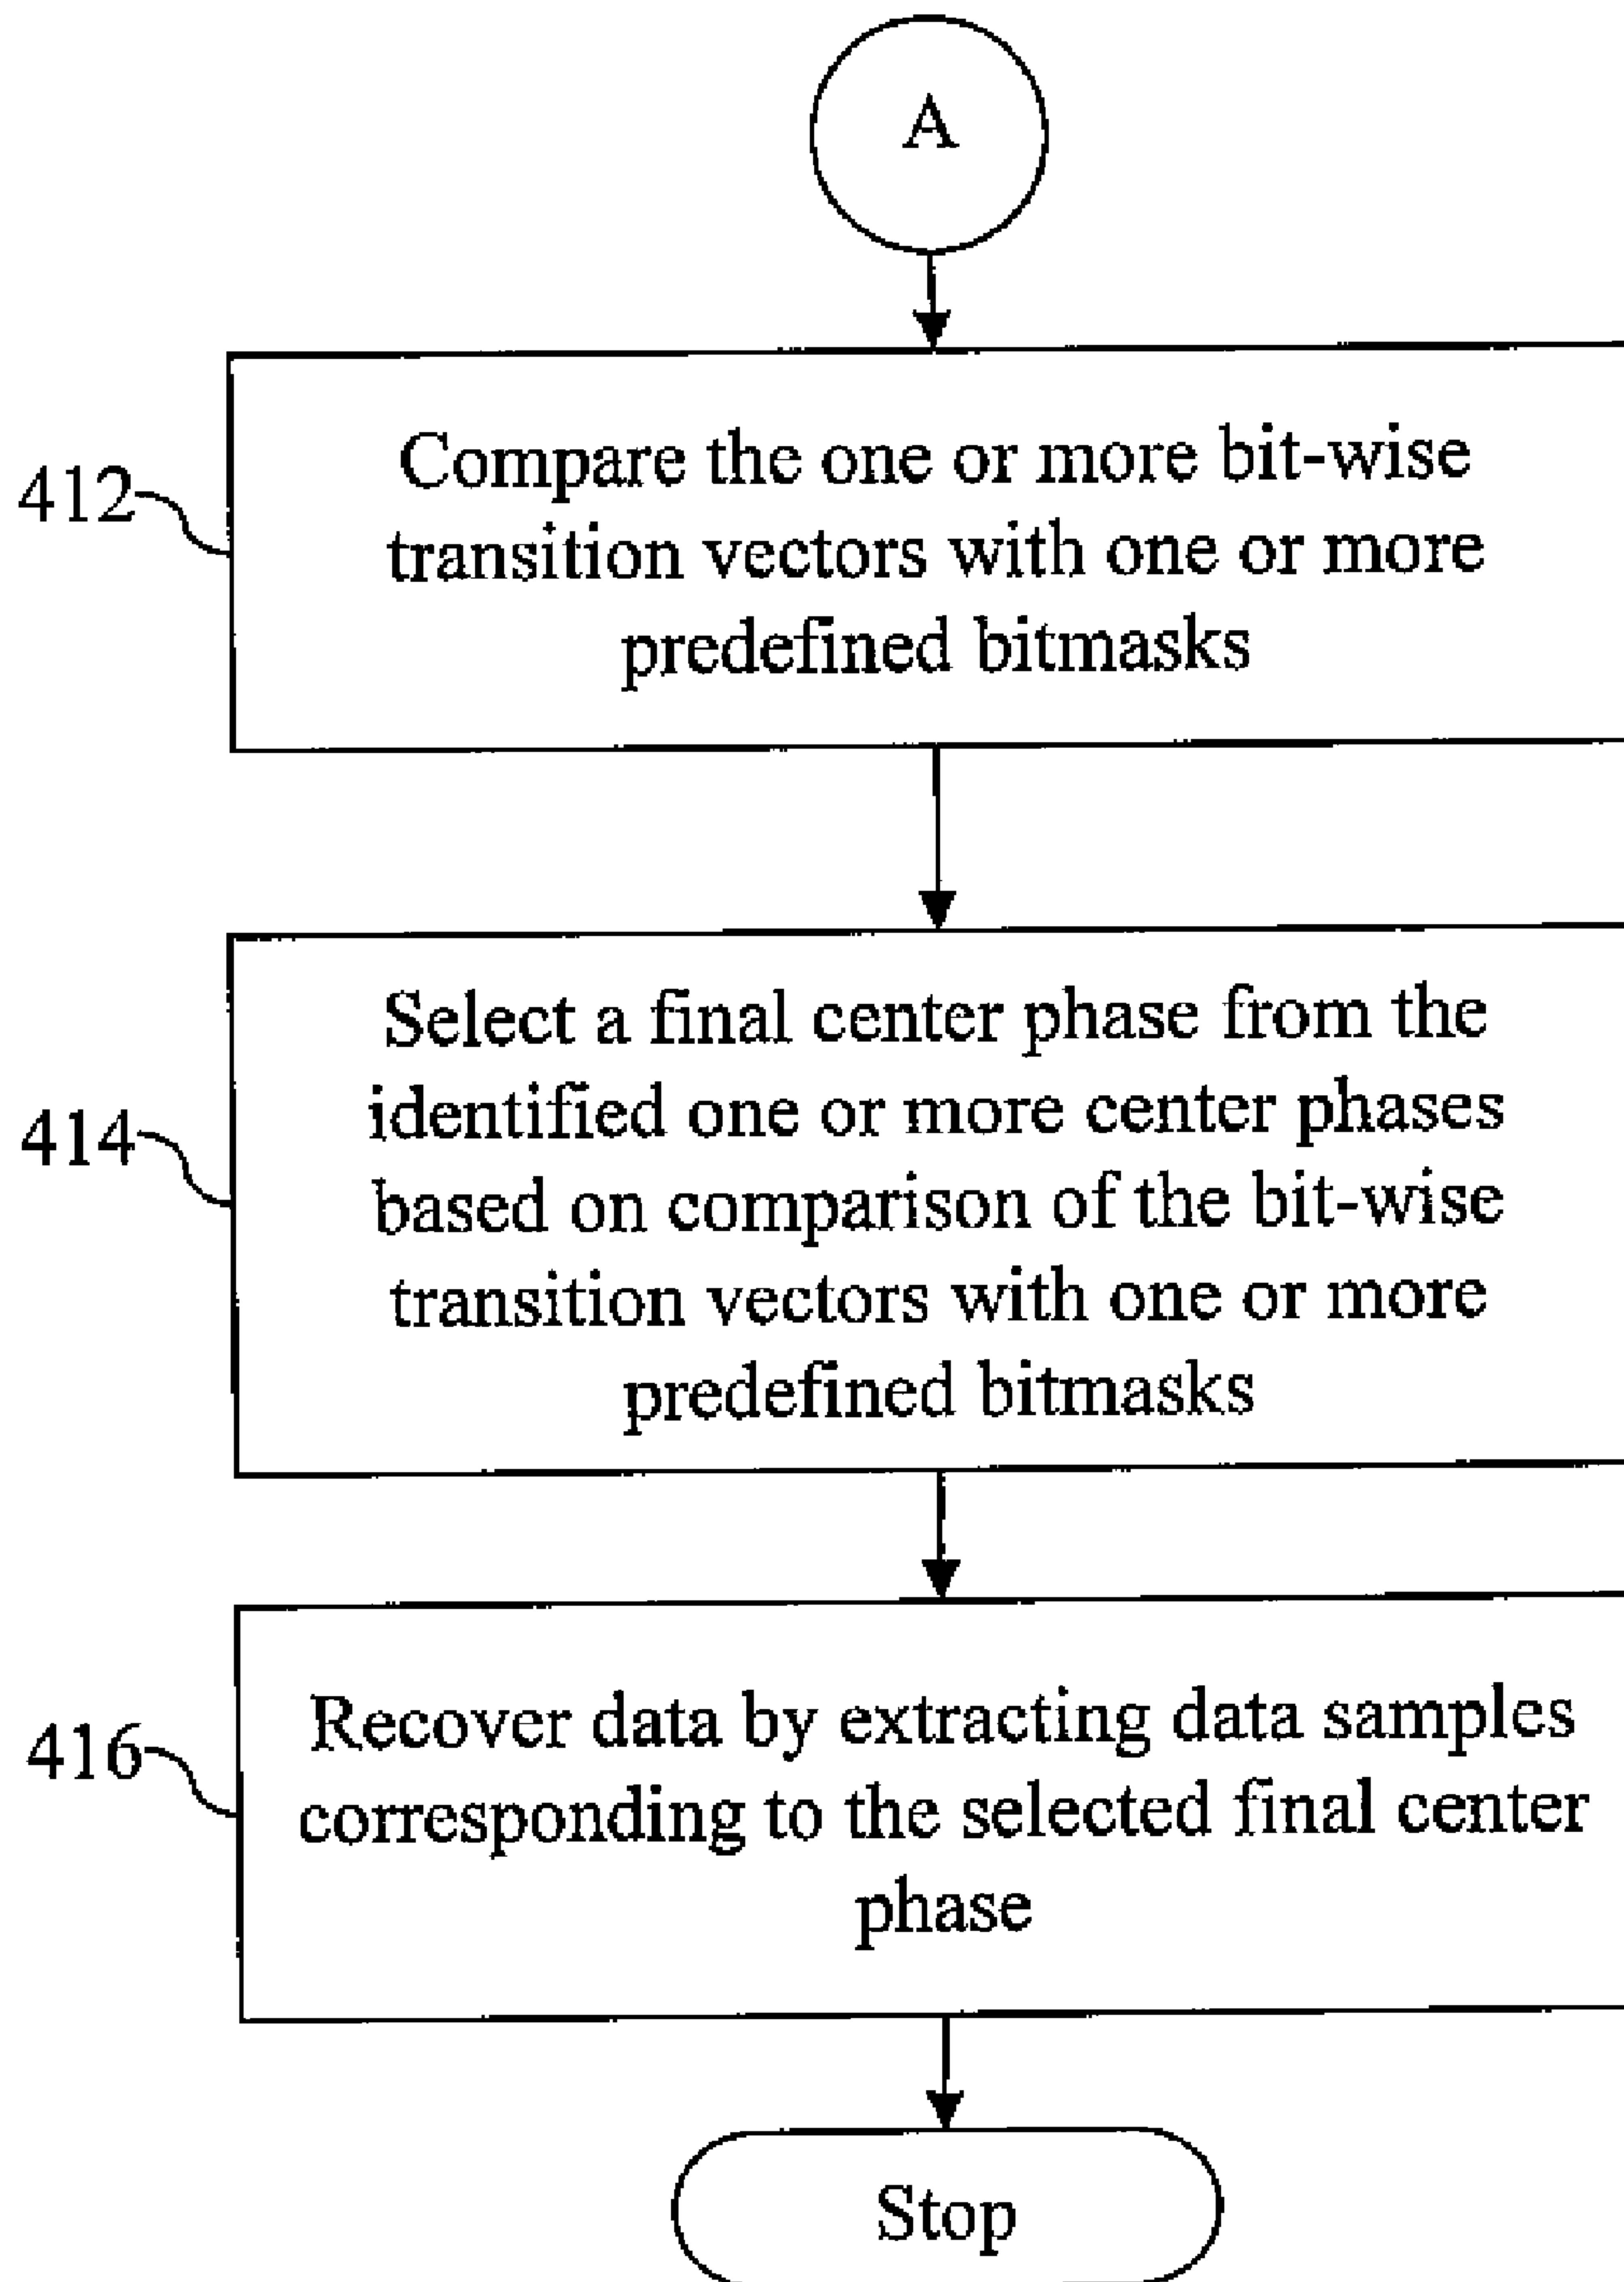 A
412
Compare the one or more bit-wise
transition vectors with one or more
predefined bitmasks
414
Select a final center phase from the
identified one or more center phases
based on comparison of the bit-wise
transition vectors with one or more
predefined bitmasks
416
Recover data by extracting data samples
corresponding to the selected final center
phase
Stop